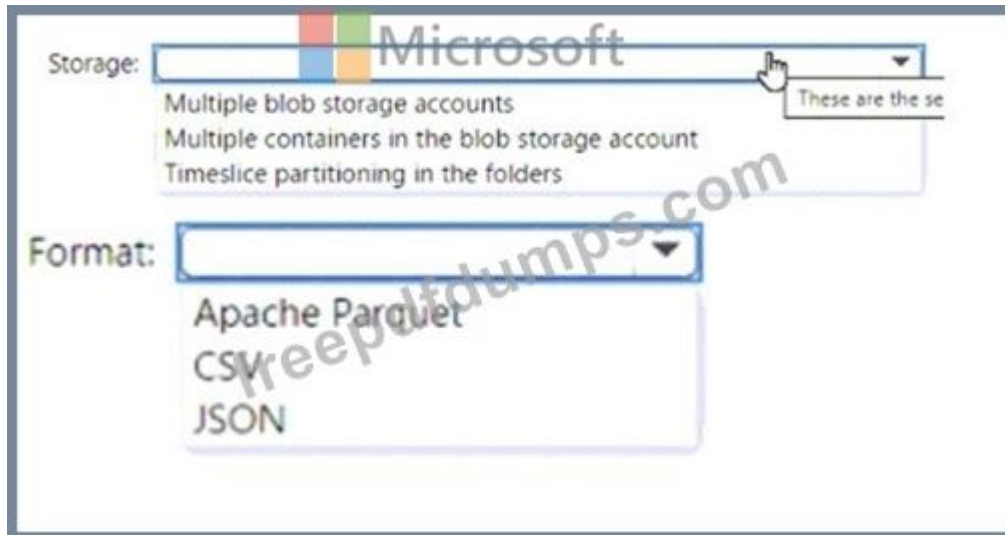 Microsoft
Storage:
These are the se
Multiple blob storage accounts
Multiple containers in the blob storage account
Timeslice partitioning in the folders
freepdfdumps.com
Format:
Apache Parquet
CSV
JSON